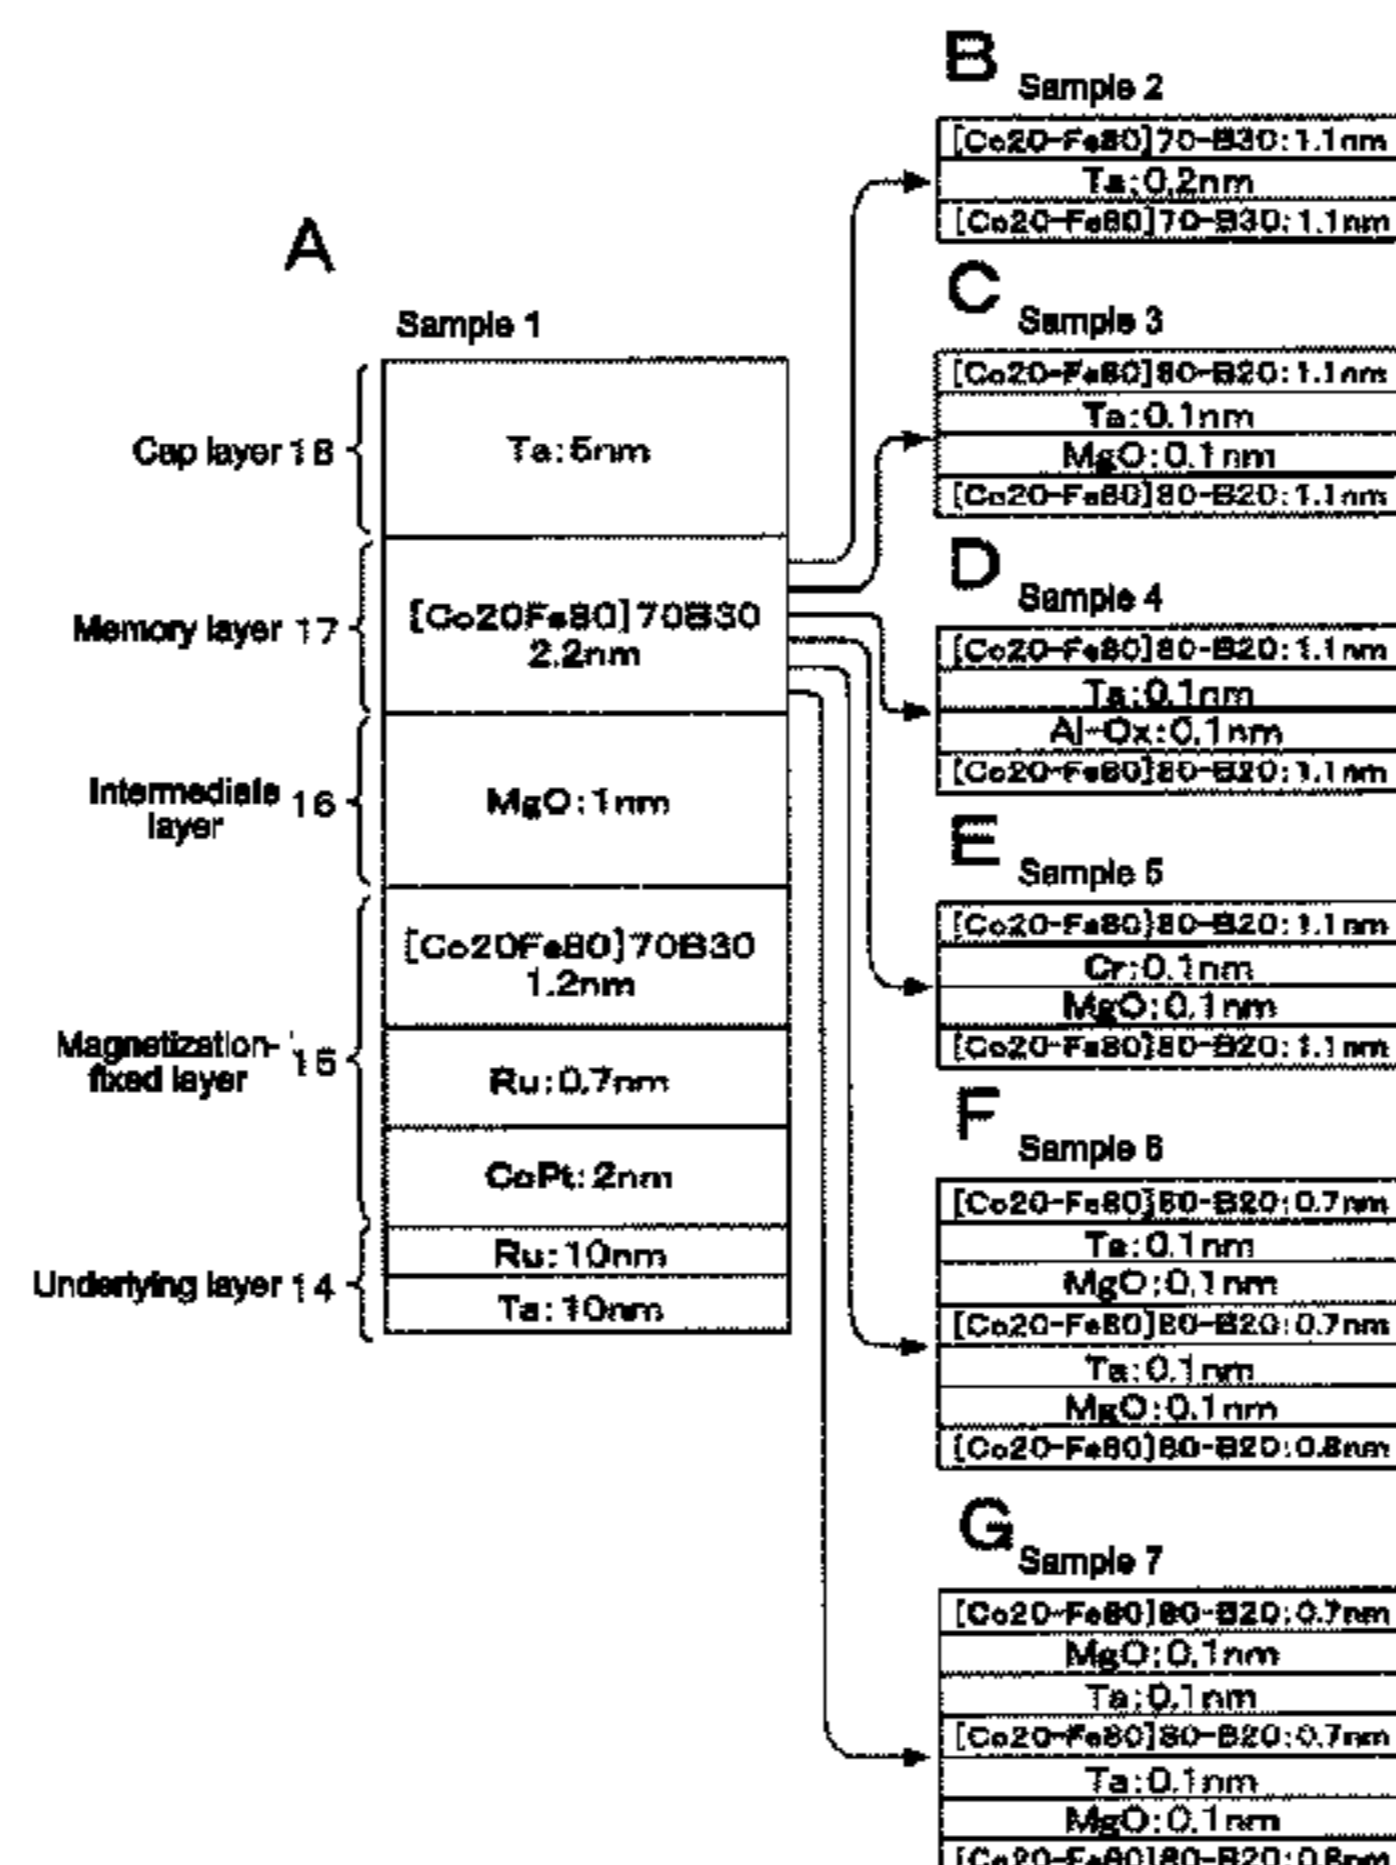 A
Sample 1
Cap layer 18
Ta:5nm
Memory layer 17
[Co20Fe80]70B30
2.2nm
Intermediate
layer
16
MgO:1nm
Magnetization-
fixed layer
15
[Co20Fe80]70B30
1.2nm
Ru:0.7nm
CoPt:2nm
Underlying layer 14
Ru:10nm
Ta:10nm
B
Sample 2
[Co20-Fe80]70-B30:1.1nm
Ta:0.2nm
[Co20-Fe80]70-B30:1.1nm
C
Sample 3
[Co20-Fe80]80-B20:1.1nm
Ta:0.1nm
MgO:0.1nm
[Co20-Fe80]80-B20:1.1nm
D
Sample 4
[Co20-Fe80]80-B20:1.1nm
Ta:0.1nm
Al-Ox:0.1nm
[Co20-Fe80]80-B20:1.1nm
E
Sample 5
[Co20-Fe80]80-B20:1.1nm
Cr:0.1nm
MgO:0.1nm
[Co20-Fe80]80-B20:1.1nm
F
Sample 6
[Co20-Fe80]80-B20:0.7nm
Ta:0.1nm
MgO:0.1nm
[Co20-Fe80]80-B20:0.7nm
Ta:0.1nm
MgO:0.1nm
[Co20-Fe80]80-B20:0.8nm
G
Sample 7
[Co20-Fe80]80-B20:0.7nm
MgO:0.1nm
Ta:0.1nm
[Co20-Fe80]80-B20:0.7nm
Ta:0.1nm
MgO:0.1nm
[Co20-Fe80]80-B20:0.8nm